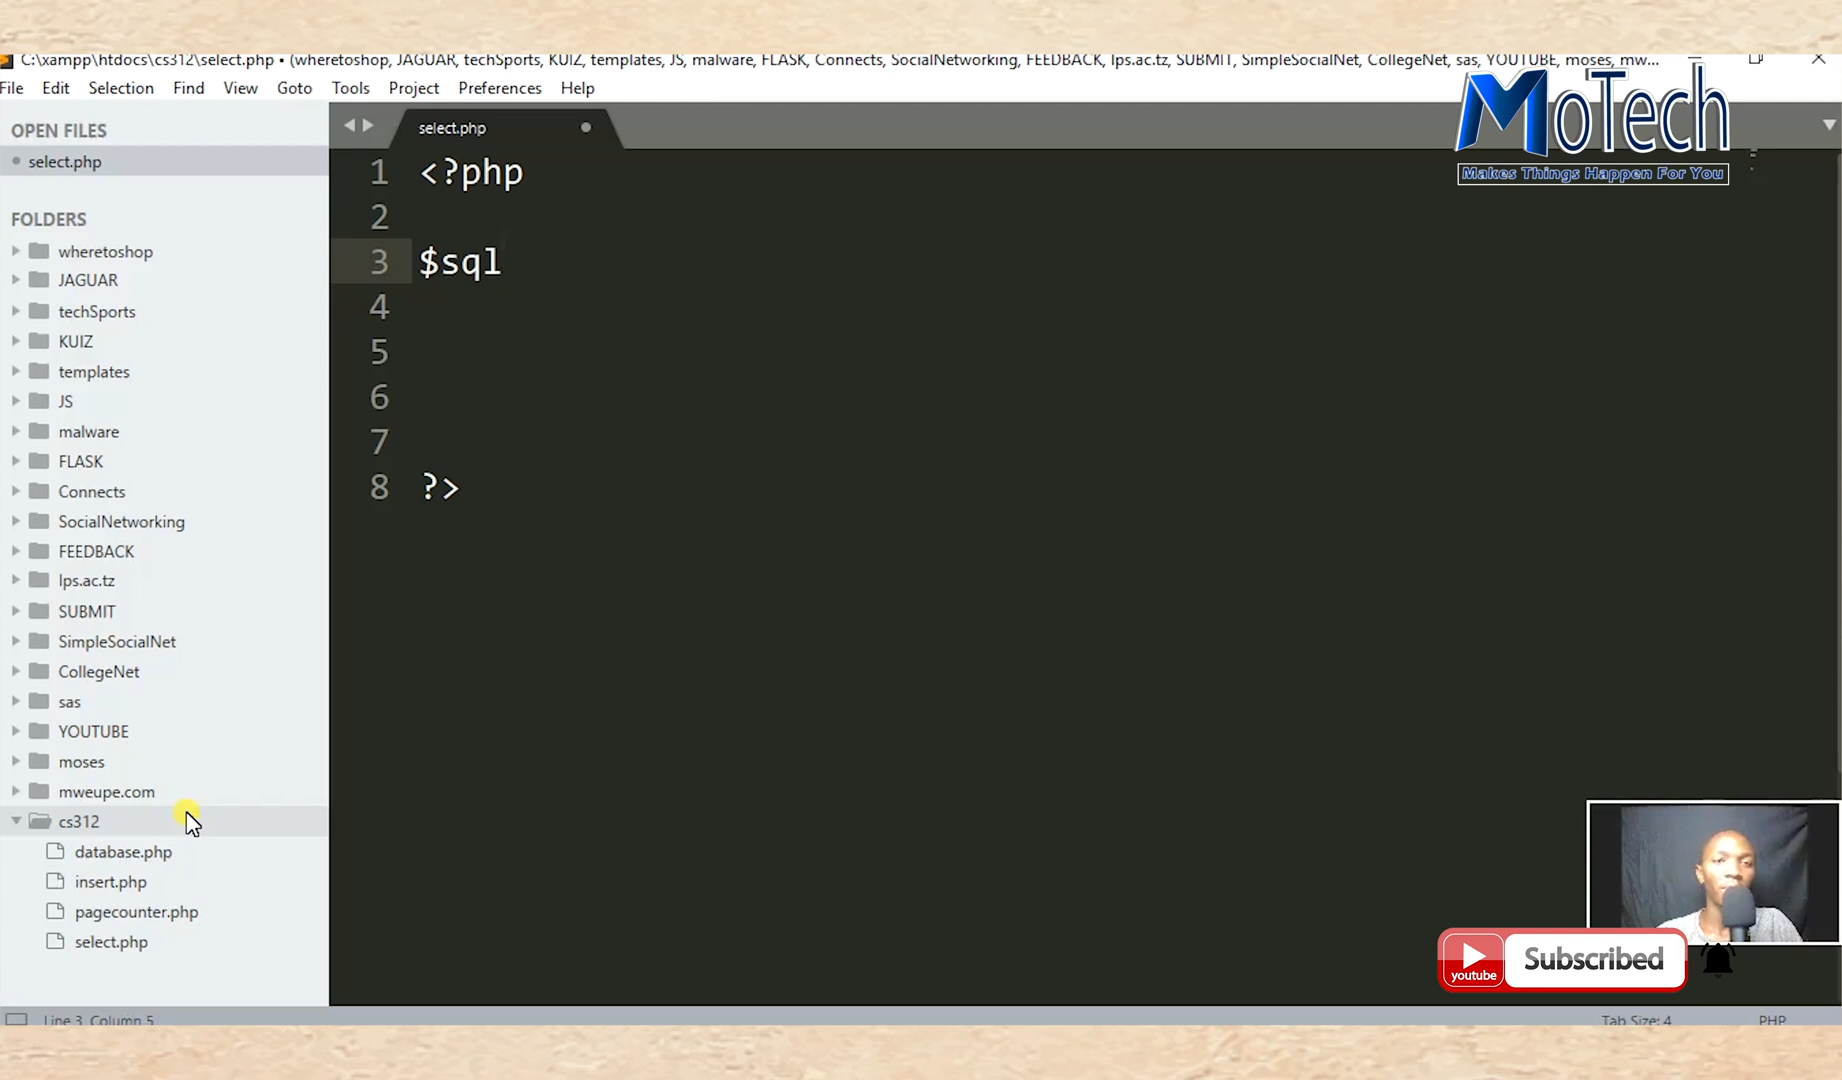 C:\xampp\htdocs\cs312\select.php • (wheretoshop, JAGUAR, techSports, KUIZ, templates, JS, malware, FLASK, Connects, SocialNetworking, FEEDBACK, lps.ac.tz, SUBMIT, SimpleSocialNet, CollegeNet, sas, YOUTUBE, moses, mw...
File Edit Selection Find View Goto Tools Project Preferences Help
MoTech
Makes Things Happen For You
OPEN FILES
select.php
select.php
FOLDERS
wheretoshop
JAGUAR
techSports
KUIZ
templates
JS
malware
FLASK
Connects
SocialNetworking
FEEDBACK
lps.ac.tz
SUBMIT
SimpleSocialNet
CollegeNet
sas
YOUTUBE
moses
mweupe.com
cs312
database.php
insert.php
pagecounter.php
select.php
1 <?php
2
3 $sql
4
5
6
7
8 ?>
youtube
Subscribed
Line 3, Column 5
Tab Size: 4
PHP